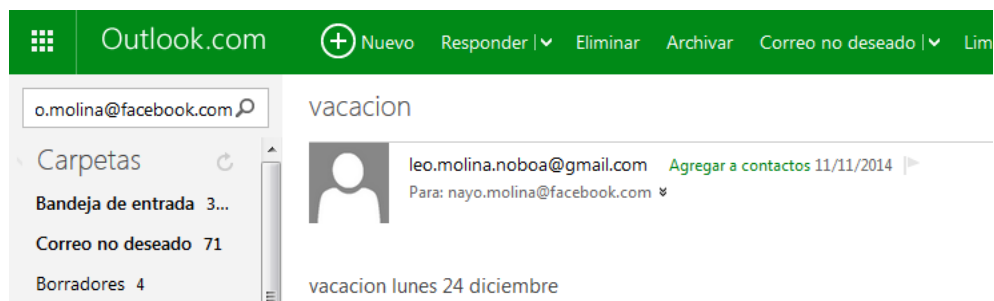 Outlook.com
Nuevo Responder Eliminar Archivar Correo no deseado Lim
o.molina@facebook.com
Carpetas
Bandeja de entrada 3...
Correo no deseado 71
Borradores 4
vacacion
leo.molina.noboa@gmail.com Agregar a contactos 11/11/2014
Para: nayo.molina@facebook.com
vacacion lunes 24 diciembre